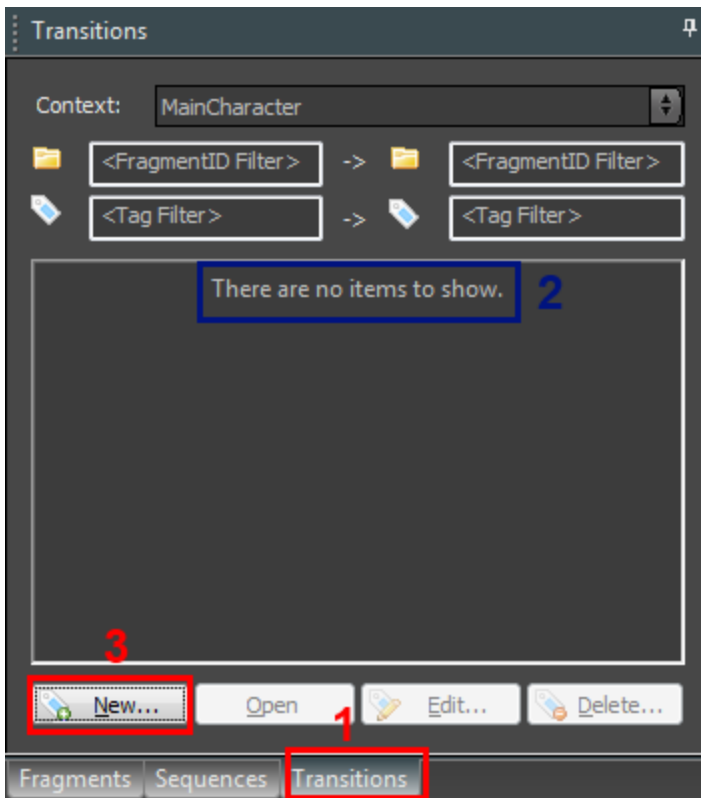 Transitions
Context: MainCharacter
<FragmentID Filter> -> <FragmentID Filter>
<Tag Filter> -> <Tag Filter>
There are no items to show. 2
3
New... Open 1 Edit... Delete...
Fragments Sequences Transitions